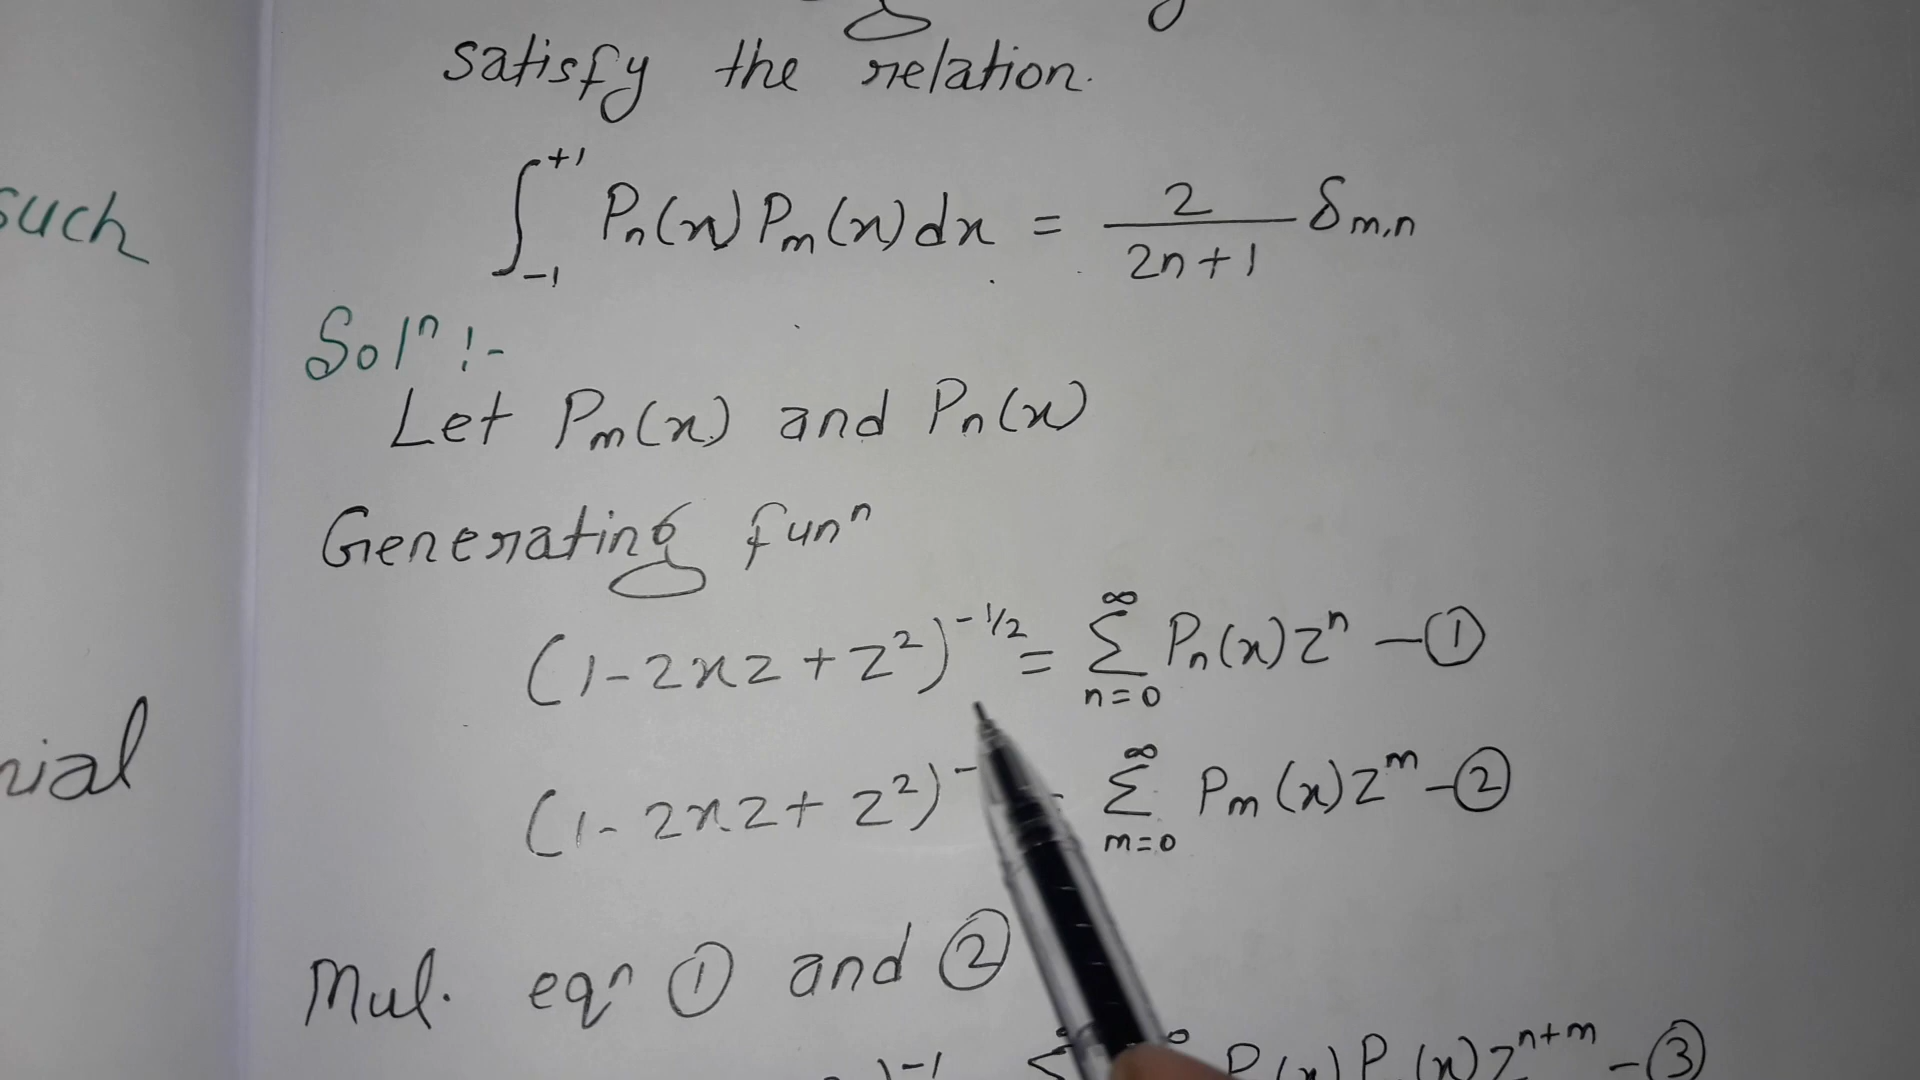 satisfy the relation.
∫₋₁⁺¹ Pn(x) Pm(x) dx = 2/(2n+1) δm,n
such
Solⁿ :-
Let Pm(x) and Pn(x)
Generating funⁿ
(1-2xz+z²)^(-1/2) = Σ_{n=0}^{∞} Pn(x) zⁿ -①
(1-2xz+z²)⁻ = Σ_{m=0}^{∞} Pm(x) z^m -②
Mul. eqⁿ ① and ②
)⁻¹ P(x) P(x) z^{n+m} -③